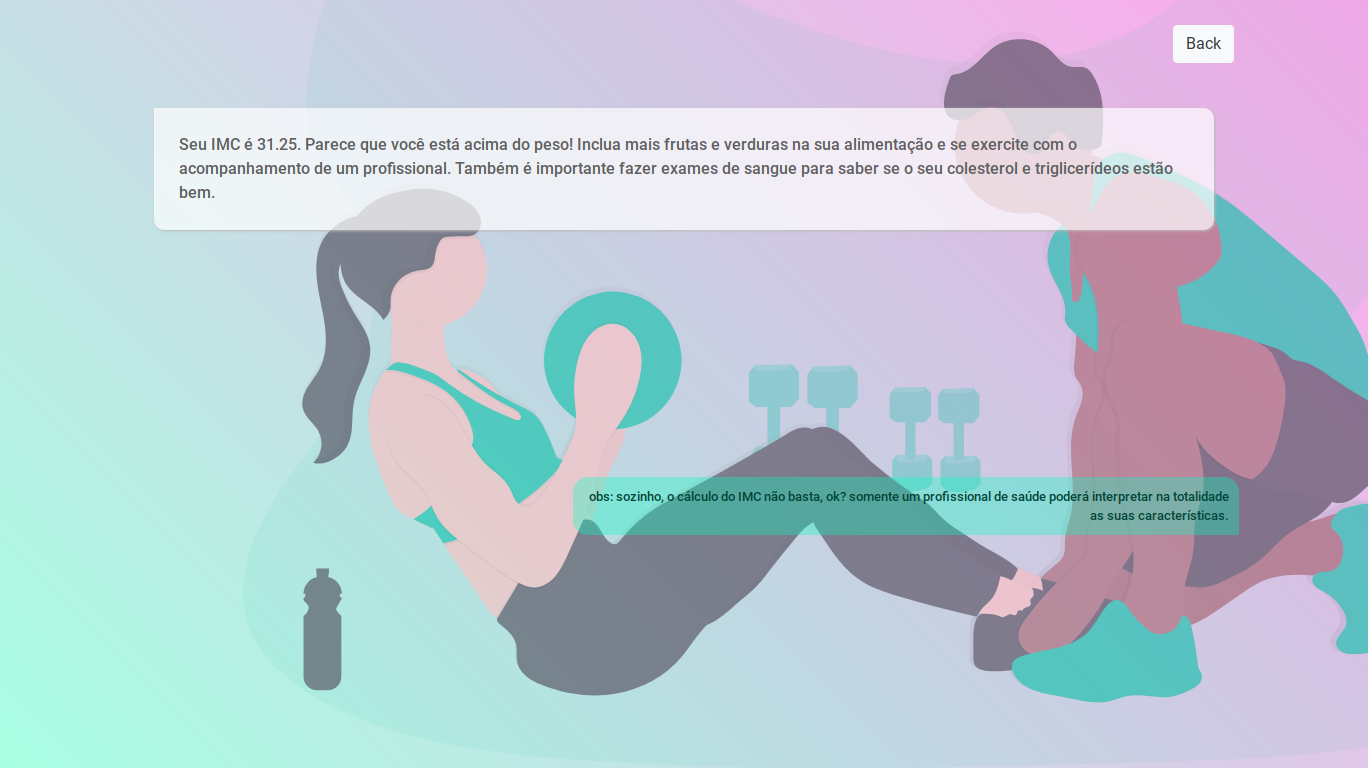 Back
Seu IMC é 31.25. Parece que você está acima do peso! Inclua mais frutas e verduras na sua alimentação e se exercite com o
acompanhamento de um profissional. Também é importante fazer exames de sangue para saber se o seu colesterol e triglicerídeos estão
bem.
obs: sozinho, o cálculo do IMC não basta, ok? somente um profissional de saúde poderá interpretar na totalidade
as suas características.